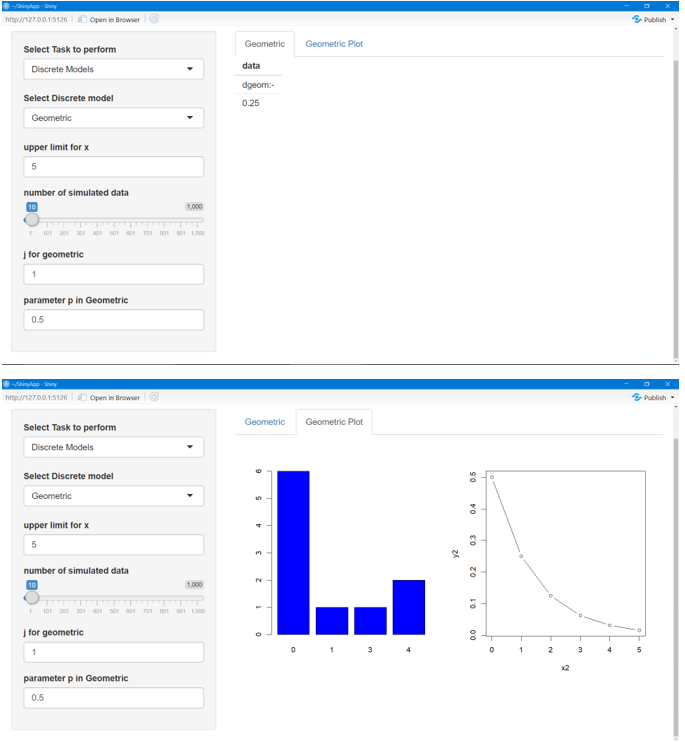 ~/ShinyApp - Shiny
http://127.0.0.1:5126 Open in Browser Publish
Select Task to perform
Discrete Models
Select Discrete model
Geometric
upper limit for x
5
number of simulated data
10 1,000
1 101 201 301 401 501 601 701 801 901 1,000
j for geometric
1
parameter p in Geometric
0.5
Geometric Geometric Plot
data
dgeom:-
0.25
~/ShinyApp - Shiny
http://127.0.0.1:5126 Open in Browser Publish
Select Task to perform
Discrete Models
Select Discrete model
Geometric
upper limit for x
5
number of simulated data
10 1,000
1 101 201 301 401 501 601 701 801 901 1,000
j for geometric
1
parameter p in Geometric
0.5
Geometric Geometric Plot
6
5
4
3
2
1
0
0 1 3 4
y2
0.5
0.4
0.3
0.2
0.1
0.0
0 1 2 3 4 5
x2